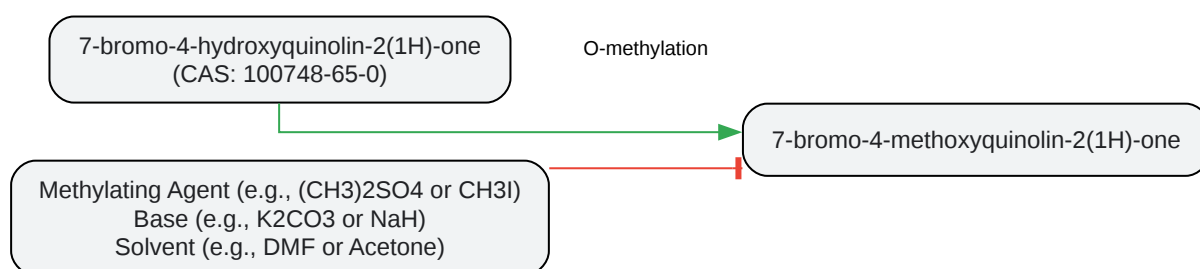 7-bromo-4-hydroxyquinolin-2(1H)-one
(CAS: 100748-65-0)
O-methylation
7-bromo-4-methoxyquinolin-2(1H)-one
Methylating Agent (e.g., (CH3)2SO4 or CH3I)
Base (e.g., K2CO3 or NaH)
Solvent (e.g., DMF or Acetone)